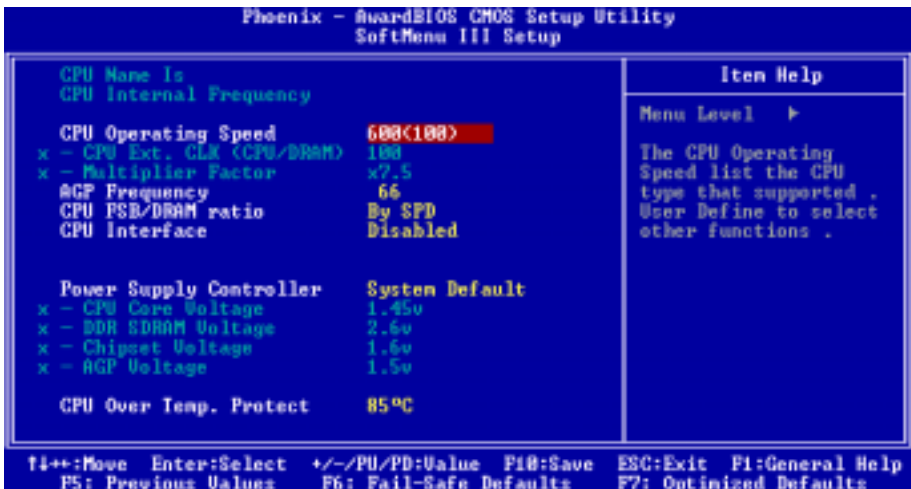 Phoenix - AwardBIOS CMOS Setup Utility
SoftMenu III Setup
CPU Name Is
CPU Internal Frequency
CPU Operating Speed 600(100)
x - CPU Ext. CLK (CPU/DRAM) 100
x - Multiplier Factor x7.5
AGP Frequency 66
CPU FSB/DRAM ratio By SPD
CPU Interface Disabled
Power Supply Controller System Default
x - CPU Core Voltage 1.45v
x - DDR SDRAM Voltage 2.6v
x - Chipset Voltage 1.6v
x - AGP Voltage 1.5v
CPU Over Temp. Protect 85°C
Item Help
Menu Level ►
The CPU Operating
Speed list the CPU
type that supported .
User Define to select
other functions .
↑↓→←:Move Enter:Select +/-/PU/PD:Value F10:Save ESC:Exit F1:General Help
F5: Previous Values F6: Fail-Safe Defaults F7: Optimized Defaults